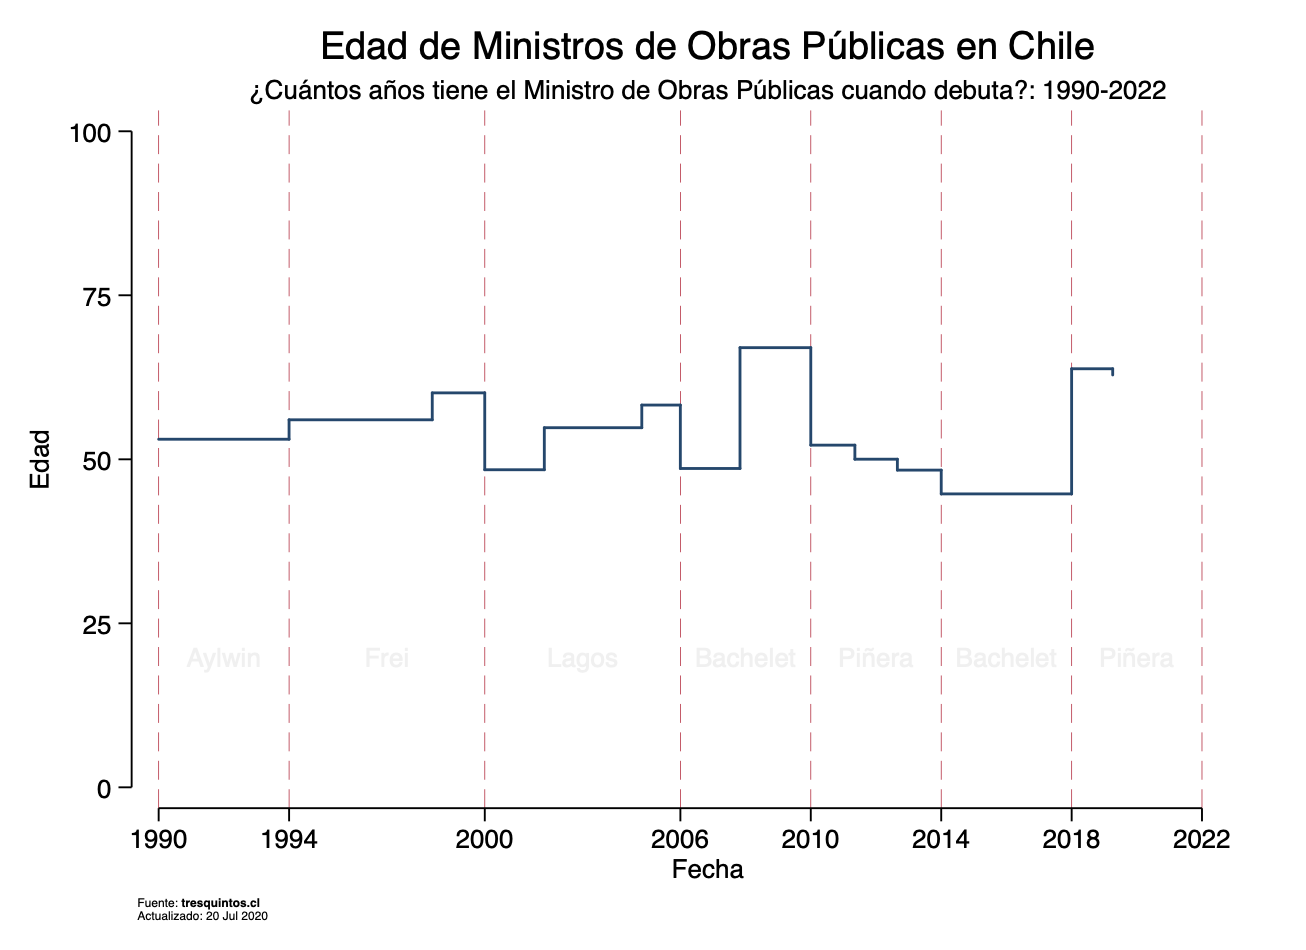 Edad de Ministros de Obras Públicas en Chile
¿Cuántos años tiene el Ministro de Obras Públicas cuando debuta?: 1990-2022
100
75
50
25
0
Edad
Aylwin Frei Lagos Bachelet Piñera Bachelet Piñera
1990 1994 2000 2006 2010 2014 2018 2022
Fecha
Fuente: tresquintos.cl
Actualizado: 20 Jul 2020